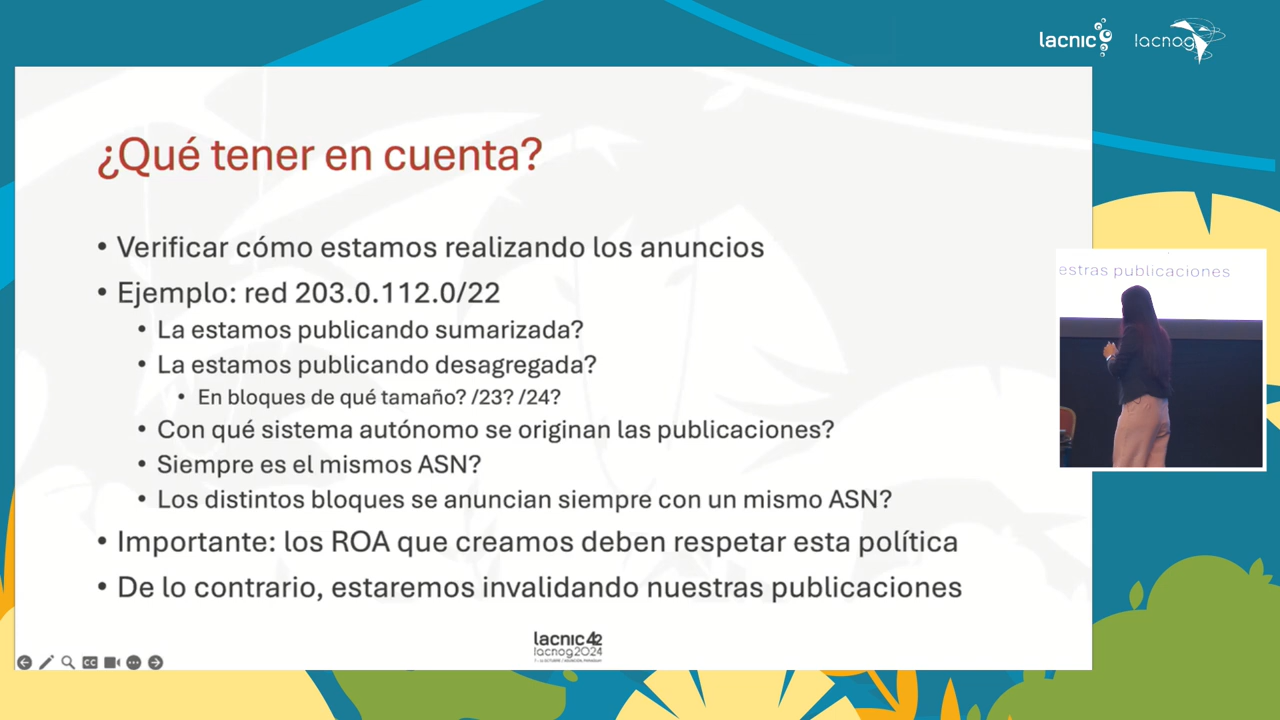 lacnic
lacnog
¿Qué tener en cuenta?
• Verificar cómo estamos realizando los anuncios
• Ejemplo: red 203.0.112.0/22
• La estamos publicando sumarizada?
• La estamos publicando desagregada?
• En bloques de qué tamaño? /23? /24?
• Con qué sistema autónomo se originan las publicaciones?
• Siempre es el mismos ASN?
• Los distintos bloques se anuncian siempre con un mismo ASN?
• Importante: los ROA que creamos deben respetar esta política
• De lo contrario, estaremos invalidando nuestras publicaciones
estras publicaciones
lacnic42
lacnog2024
CC